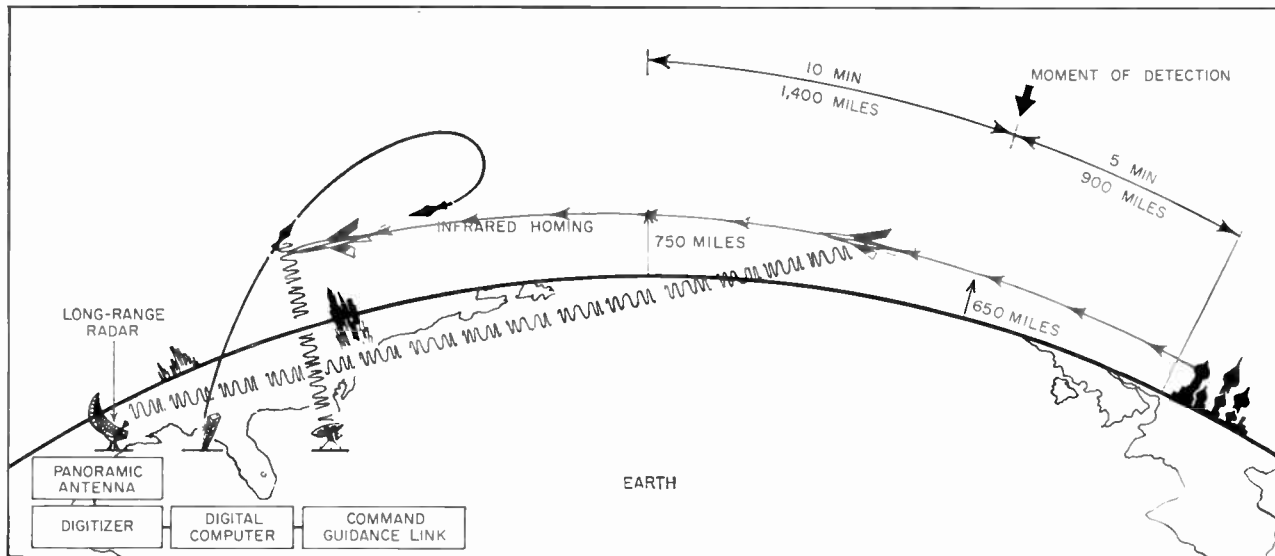 10 MIN
1,400 MILES
MOMENT OF DETECTION
5 MIN
900 MILES
INFRARED HOMING
750 MILES
650 MILES
LONG-RANGE
RADAR
EARTH
PANORAMIC
ANTENNA
DIGITIZER
DIGITAL
COMPUTER
COMMAND
GUIDANCE LINK